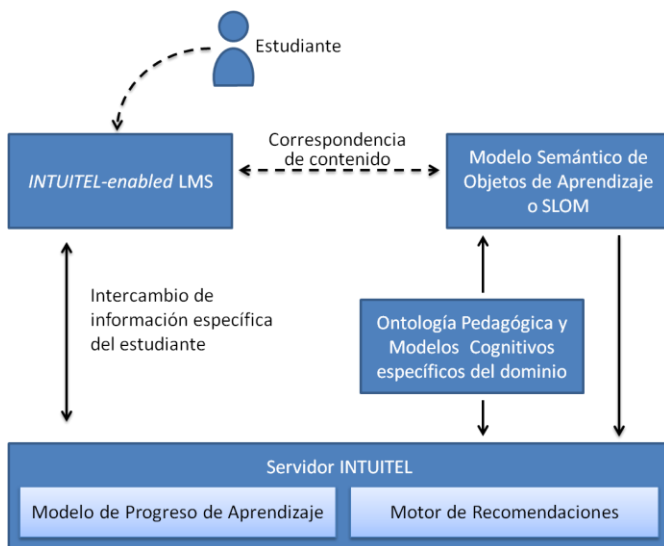 Estudiante
Correspondencia
de contenido
INTUITEL-enabled LMS
Modelo Semántico de
Objetos de Aprendizaje
o SLOM
Intercambio de
información específica
del estudiante
Ontología Pedagógica y
Modelos Cognitivos
específicos del dominio
Servidor INTUITEL
Modelo de Progreso de Aprendizaje
Motor de Recomendaciones